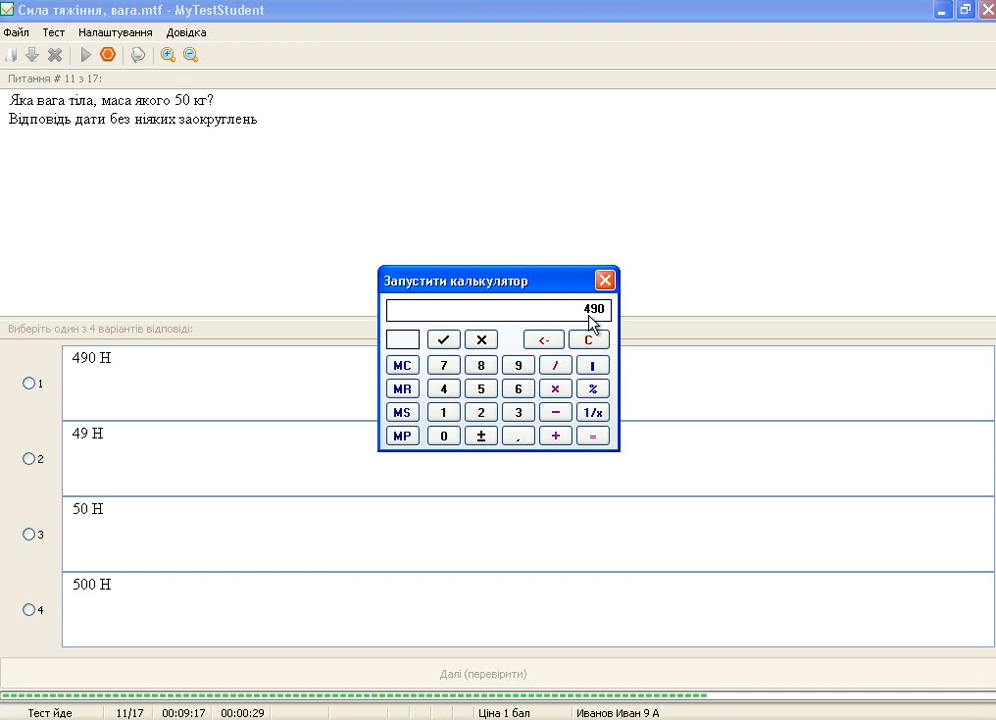 Сила тяжіння, вага.mtf - MyTestStudent
Файл Тест Налаштування Довідка
Питання # 11 з 17:
Яка вага тіла, маса якого 50 кг?
Відповідь дати без ніяких заокруглень
Запустити калькулятор
490
<- C
MC 7 8 9 /
MR 4 5 6 × %
MS 1 2 3 − 1/x
MP 0 ± , + =
Виберіть один з 4 варіантів відповіді:
1 490 Н
2 49 Н
3 50 Н
4 500 Н
Далі (перевірити)
Тест йде 11/17 00:09:17 00:00:29 Ціна 1 бал Иванов Иван 9 А